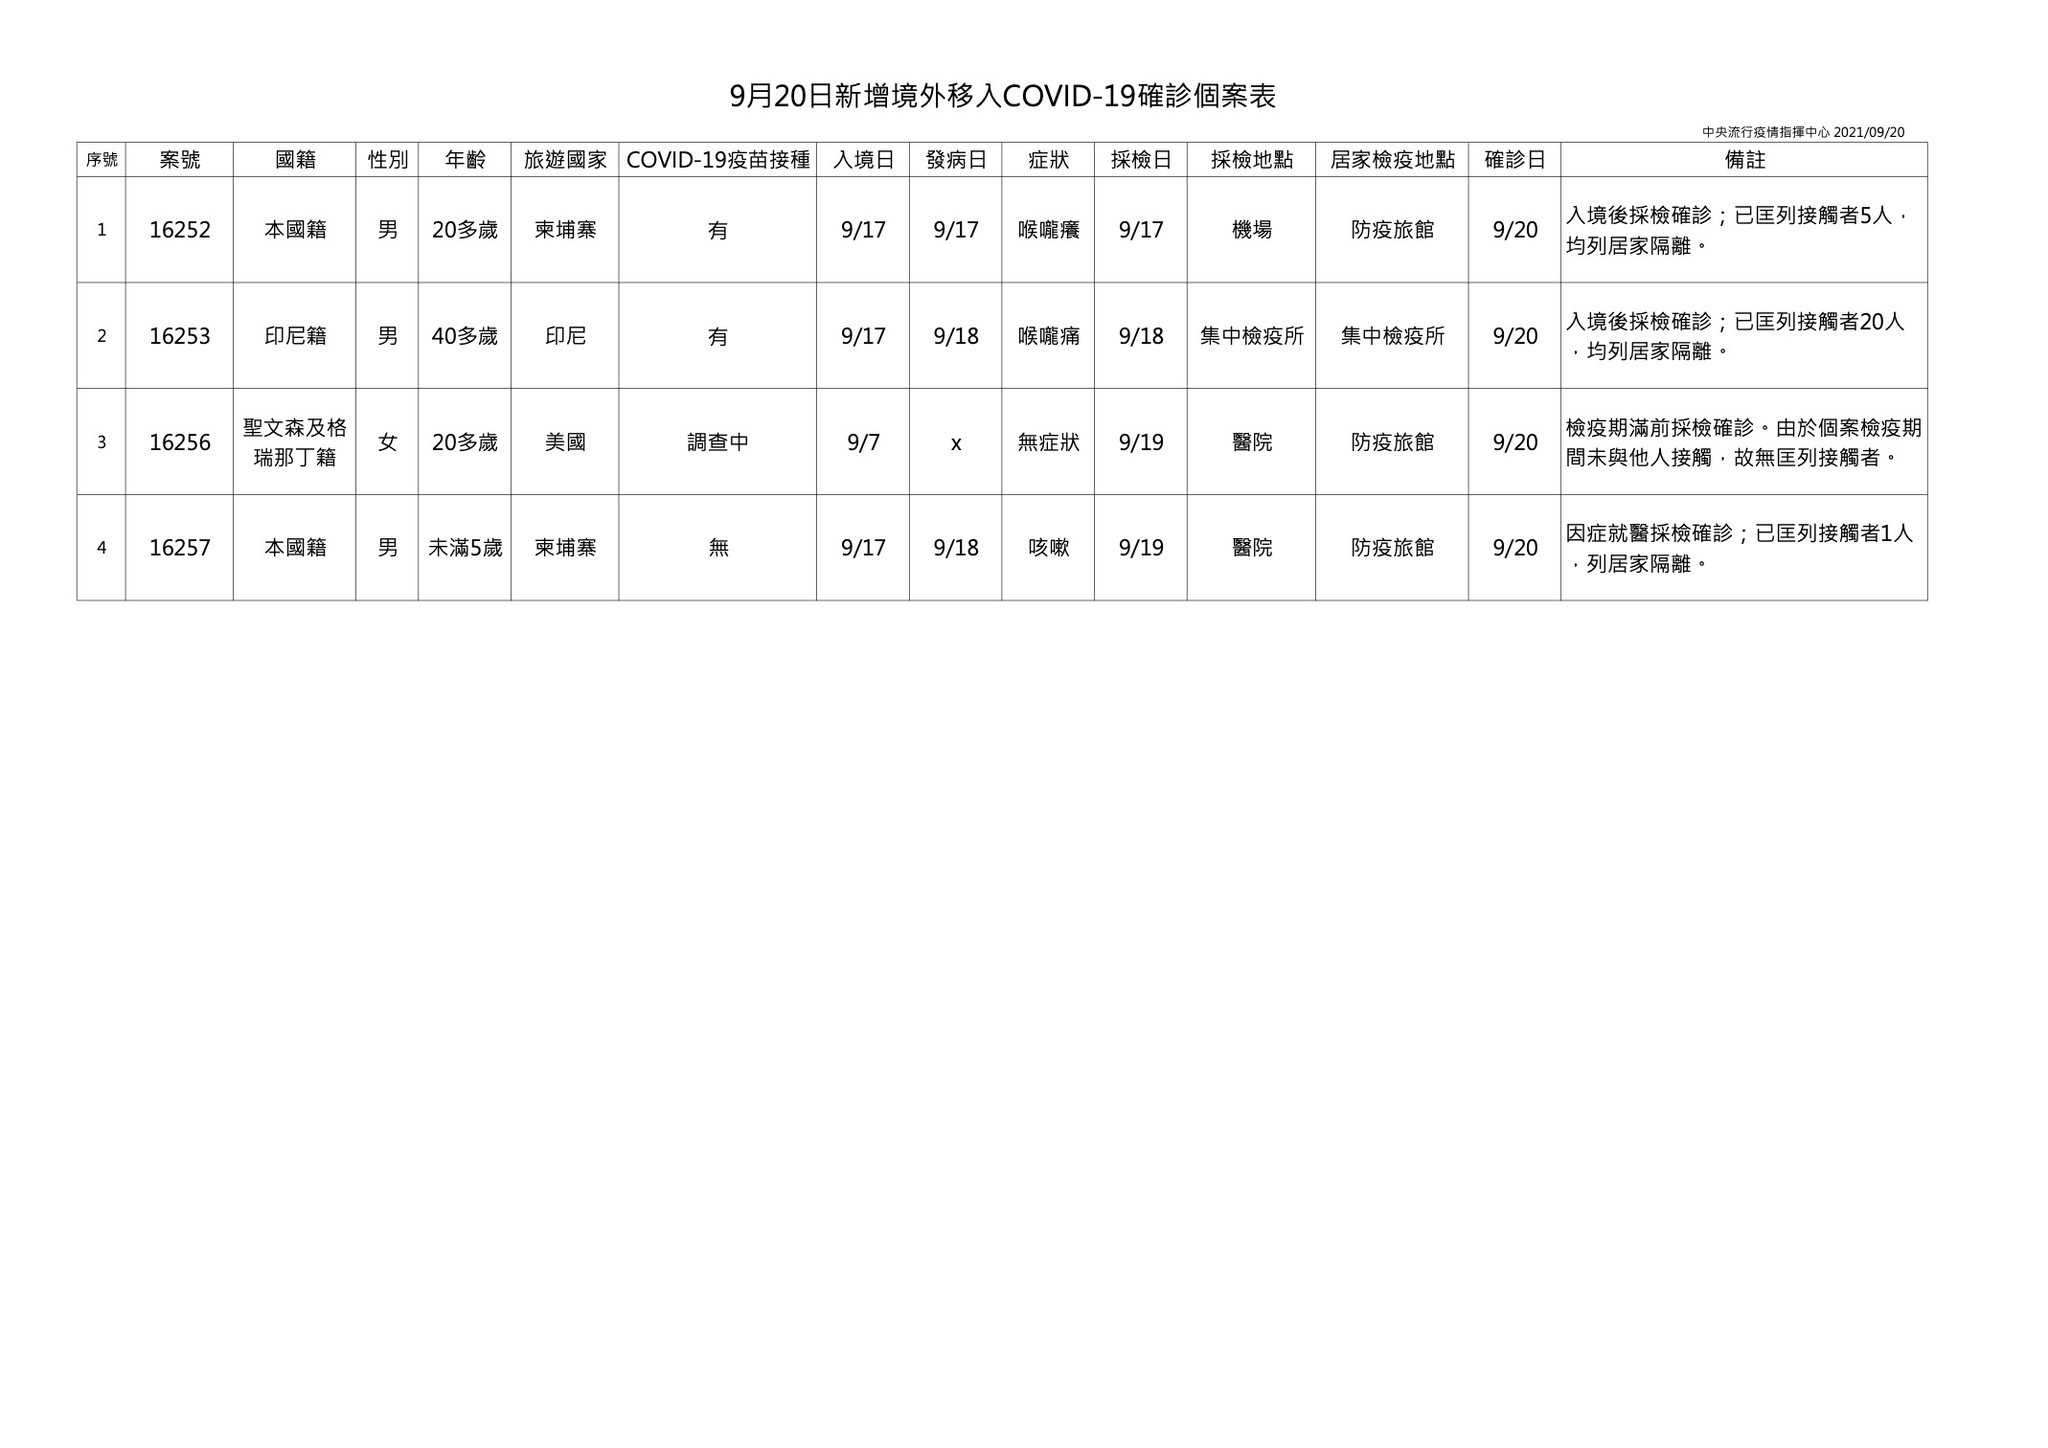 9月20日新增境外移入COVID-19確診個案表
中央流行疫情指揮中心 2021/09/20
序號 案號 國籍 性別 年齡 旅遊國家 COVID-19疫苗接種 入境日 發病日 症狀 採檢日 採檢地點 居家檢疫地點 確診日 備註
1 16252 本國籍 男 20多歲 柬埔寨 有 9/17 9/17 喉嚨癢 9/17 機場 防疫旅館 9/20 入境後採檢確診；已匡列接觸者5人，
均列居家隔離。
2 16253 印尼籍 男 40多歲 印尼 有 9/17 9/18 喉嚨痛 9/18 集中檢疫所 集中檢疫所 9/20 入境後採檢確診；已匡列接觸者20人
，均列居家隔離。
3 16256 聖文森及格
瑞那丁籍 女 20多歲 美國 調查中 9/7 x 無症狀 9/19 醫院 防疫旅館 9/20 檢疫期滿前採檢確診。由於個案檢疫期
間未與他人接觸，故無匡列接觸者。
4 16257 本國籍 男 未滿5歲 柬埔寨 無 9/17 9/18 咳嗽 9/19 醫院 防疫旅館 9/20 因症就醫採檢確診；已匡列接觸者1人
，列居家隔離。